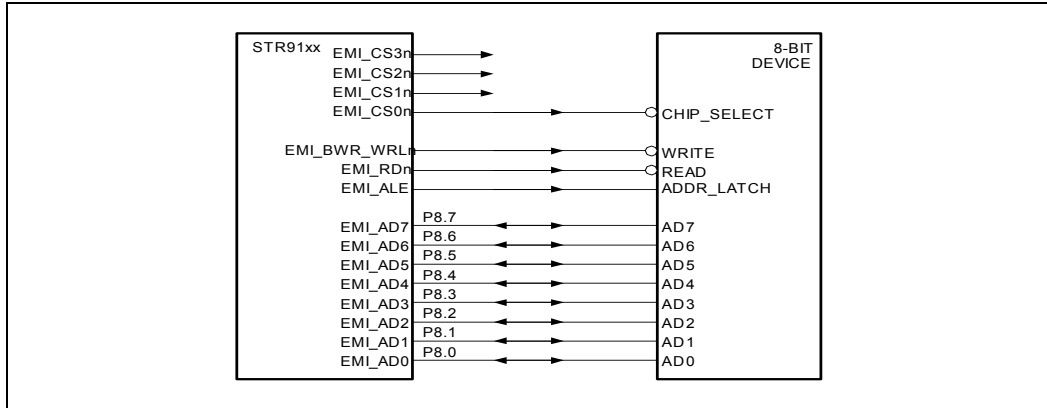 STR91xx
EMI_CS3n
EMI_CS2n
EMI_CS1n
EMI_CS0n
EMI_BWR_WRLn
EMI_RDn
EMI_ALE
EMI_AD7
EMI_AD6
EMI_AD5
EMI_AD4
EMI_AD3
EMI_AD2
EMI_AD1
EMI_AD0
P8.7
P8.6
P8.5
P8.4
P8.3
P8.2
P8.1
P8.0
8-BIT
DEVICE
CHIP_SELECT
WRITE
READ
ADDR_LATCH
AD7
AD6
AD5
AD4
AD3
AD2
AD1
AD0